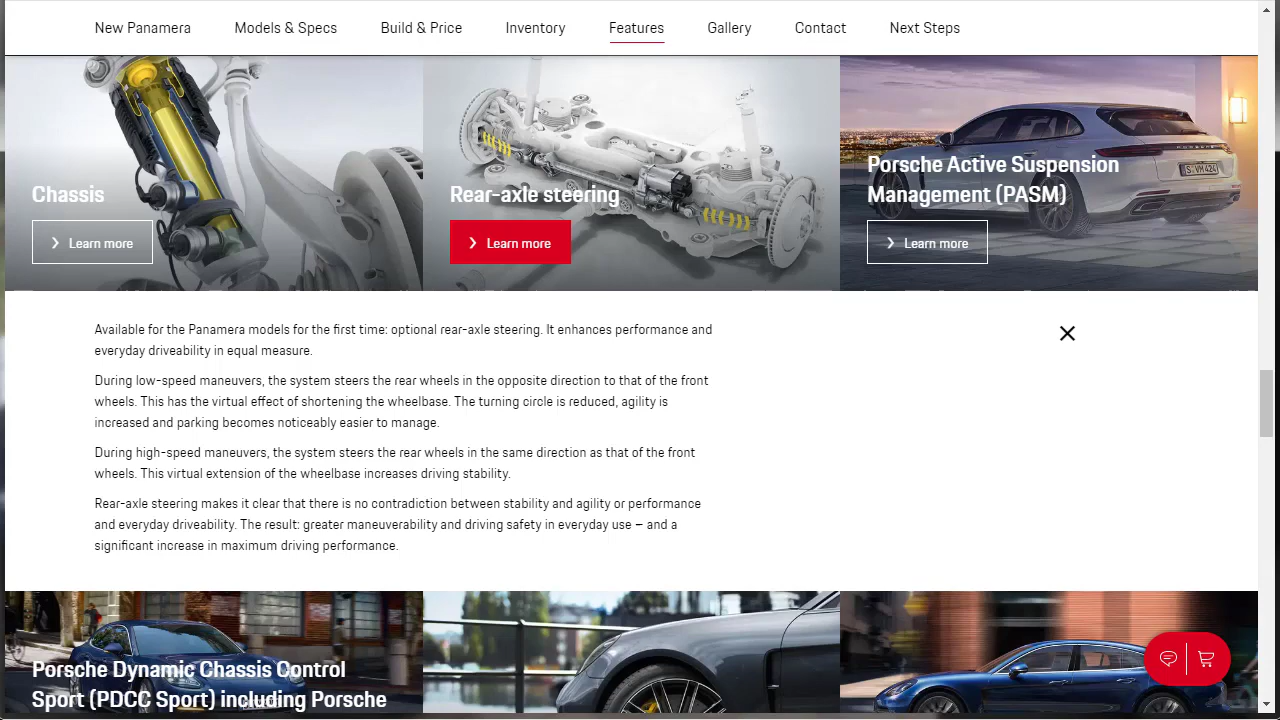 New Panamera
Models & Specs
Build & Price
Inventory
Features
Gallery
Contact
Next Steps
Chassis
Learn more
Rear-axle steering
Learn more
Porsche Active Suspension
Management (PASM)
Learn more
S•VM 424
Available for the Panamera models for the first time: optional rear-axle steering. It enhances performance and
everyday driveability in equal measure.
During low-speed maneuvers, the system steers the rear wheels in the opposite direction to that of the front
wheels. This has the virtual effect of shortening the wheelbase. The turning circle is reduced, agility is
increased and parking becomes noticeably easier to manage.
During high-speed maneuvers, the system steers the rear wheels in the same direction as that of the front
wheels. This virtual extension of the wheelbase increases driving stability.
Rear-axle steering makes it clear that there is no contradiction between stability and agility or performance
and everyday driveability. The result: greater maneuverability and driving safety in everyday use – and a
significant increase in maximum driving performance.
Porsche Dynamic Chassis Control
Sport (PDCC Sport) including Porsche